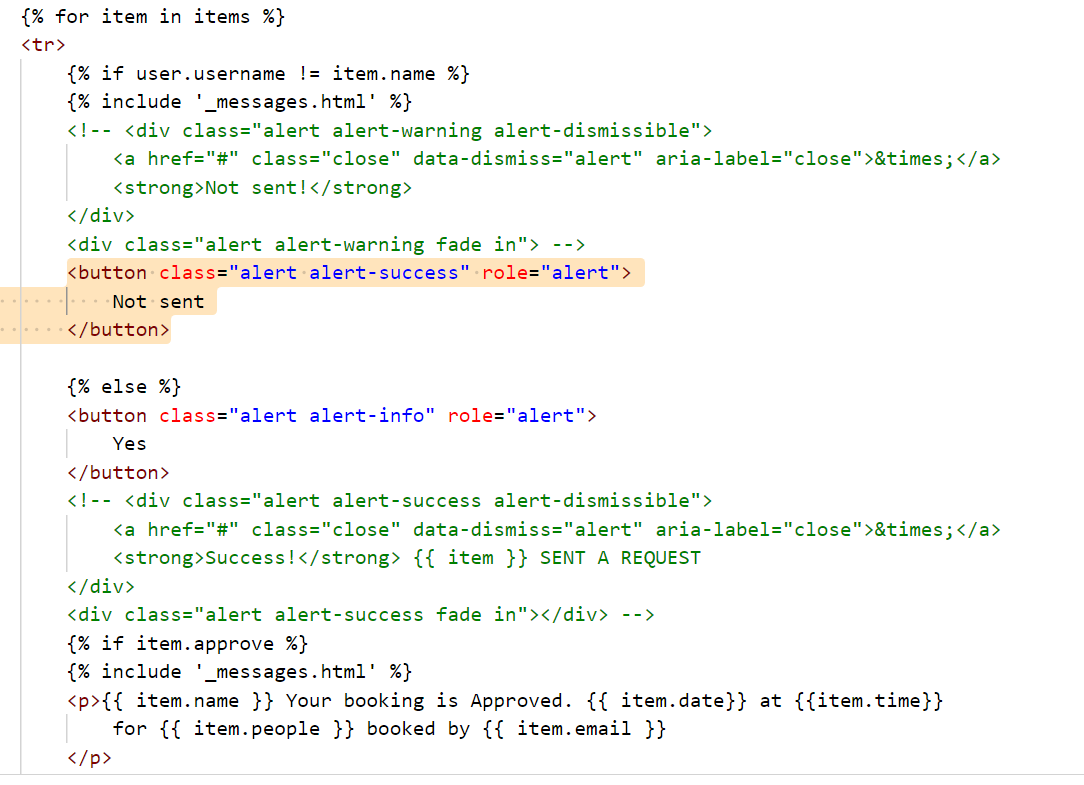 {% for item in items %}
<tr>
{% if user.username != item.name %}
{% include '_messages.html' %}
<!-- <div class="alert alert-warning alert-dismissible">
<a href="#" class="close" data-dismiss="alert" aria-label="close">&times;</a>
<strong>Not sent!</strong>
</div>
<div class="alert alert-warning fade in"> -->
<button class="alert alert-success" role="alert">
Not sent
</button>
{% else %}
<button class="alert alert-info" role="alert">
Yes
</button>
<!-- <div class="alert alert-success alert-dismissible">
<a href="#" class="close" data-dismiss="alert" aria-label="close">&times;</a>
<strong>Success!</strong> {{ item }} SENT A REQUEST
</div>
<div class="alert alert-success fade in"></div> -->
{% if item.approve %}
{% include '_messages.html' %}
<p>{{ item.name }} Your booking is Approved. {{ item.date}} at {{item.time}}
for {{ item.people }} booked by {{ item.email }}
</p>